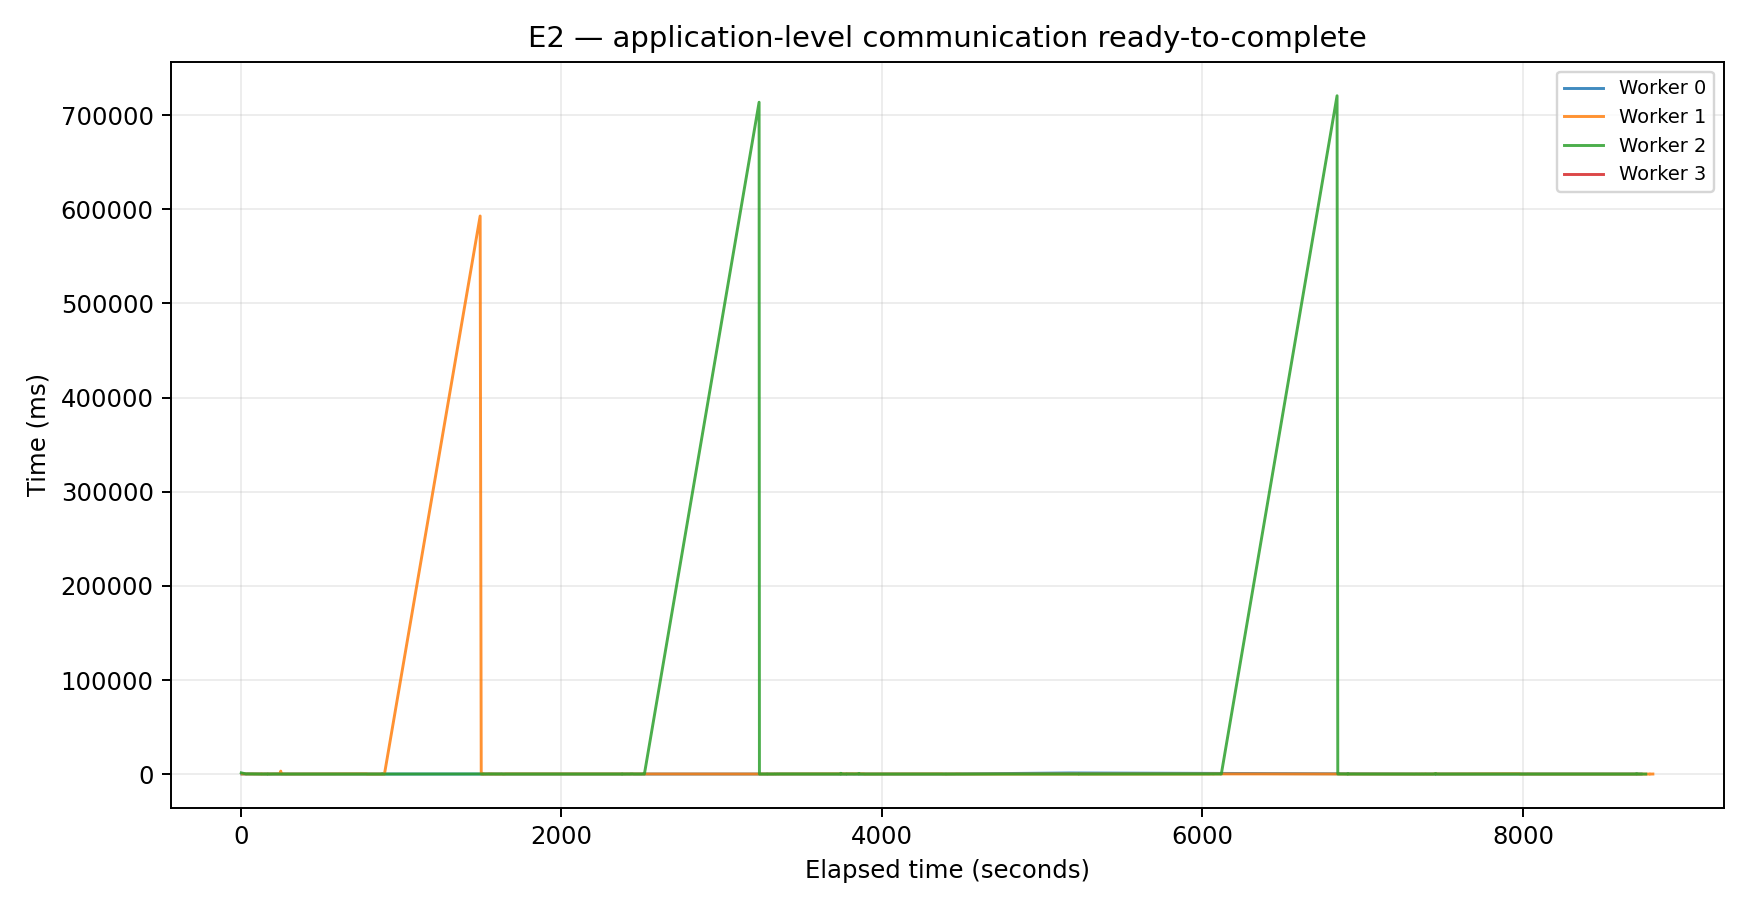 E2 — application-level communication ready-to-complete
Worker 0
Worker 1
Worker 2
Worker 3
700000
600000
500000
400000
300000
200000
100000
0
Time (ms)
0 2000 4000 6000 8000
Elapsed time (seconds)